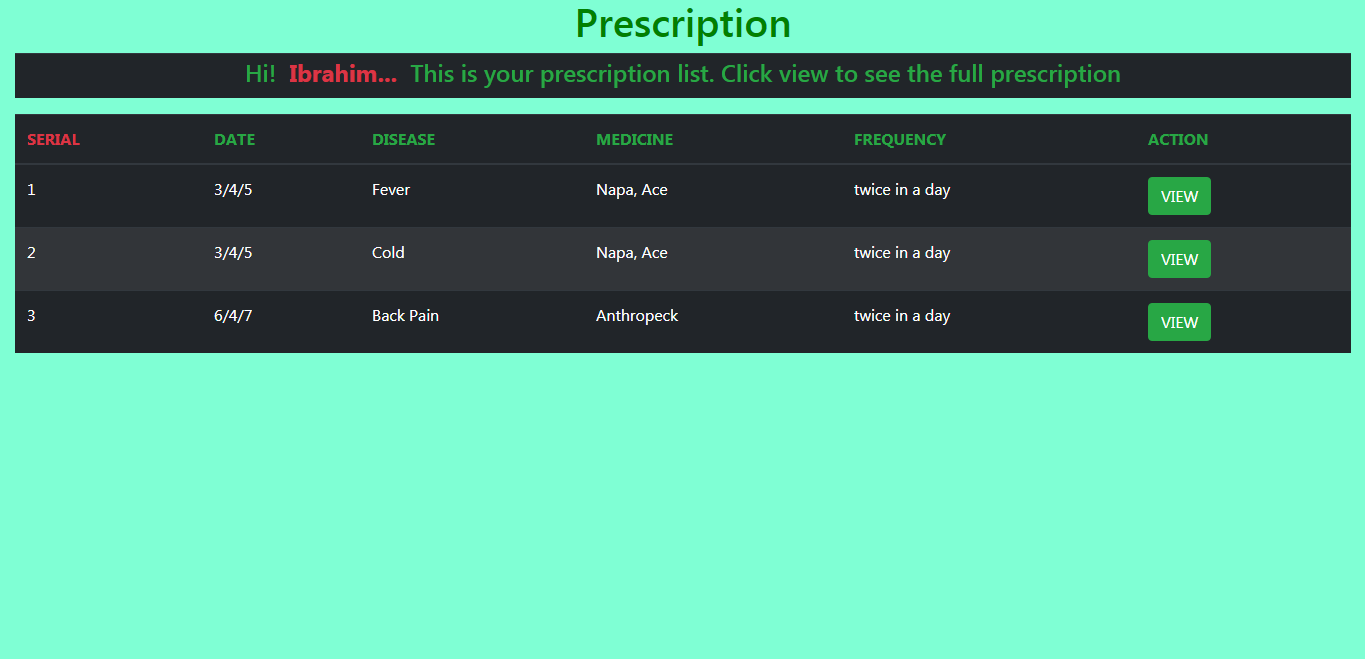 Prescription
Hi! Ibrahim... This is your prescription list. Click view to see the full prescription
SERIAL DATE DISEASE MEDICINE FREQUENCY ACTION
1 3/4/5 Fever Napa, Ace twice in a day VIEW
2 3/4/5 Cold Napa, Ace twice in a day VIEW
3 6/4/7 Back Pain Anthropeck twice in a day VIEW